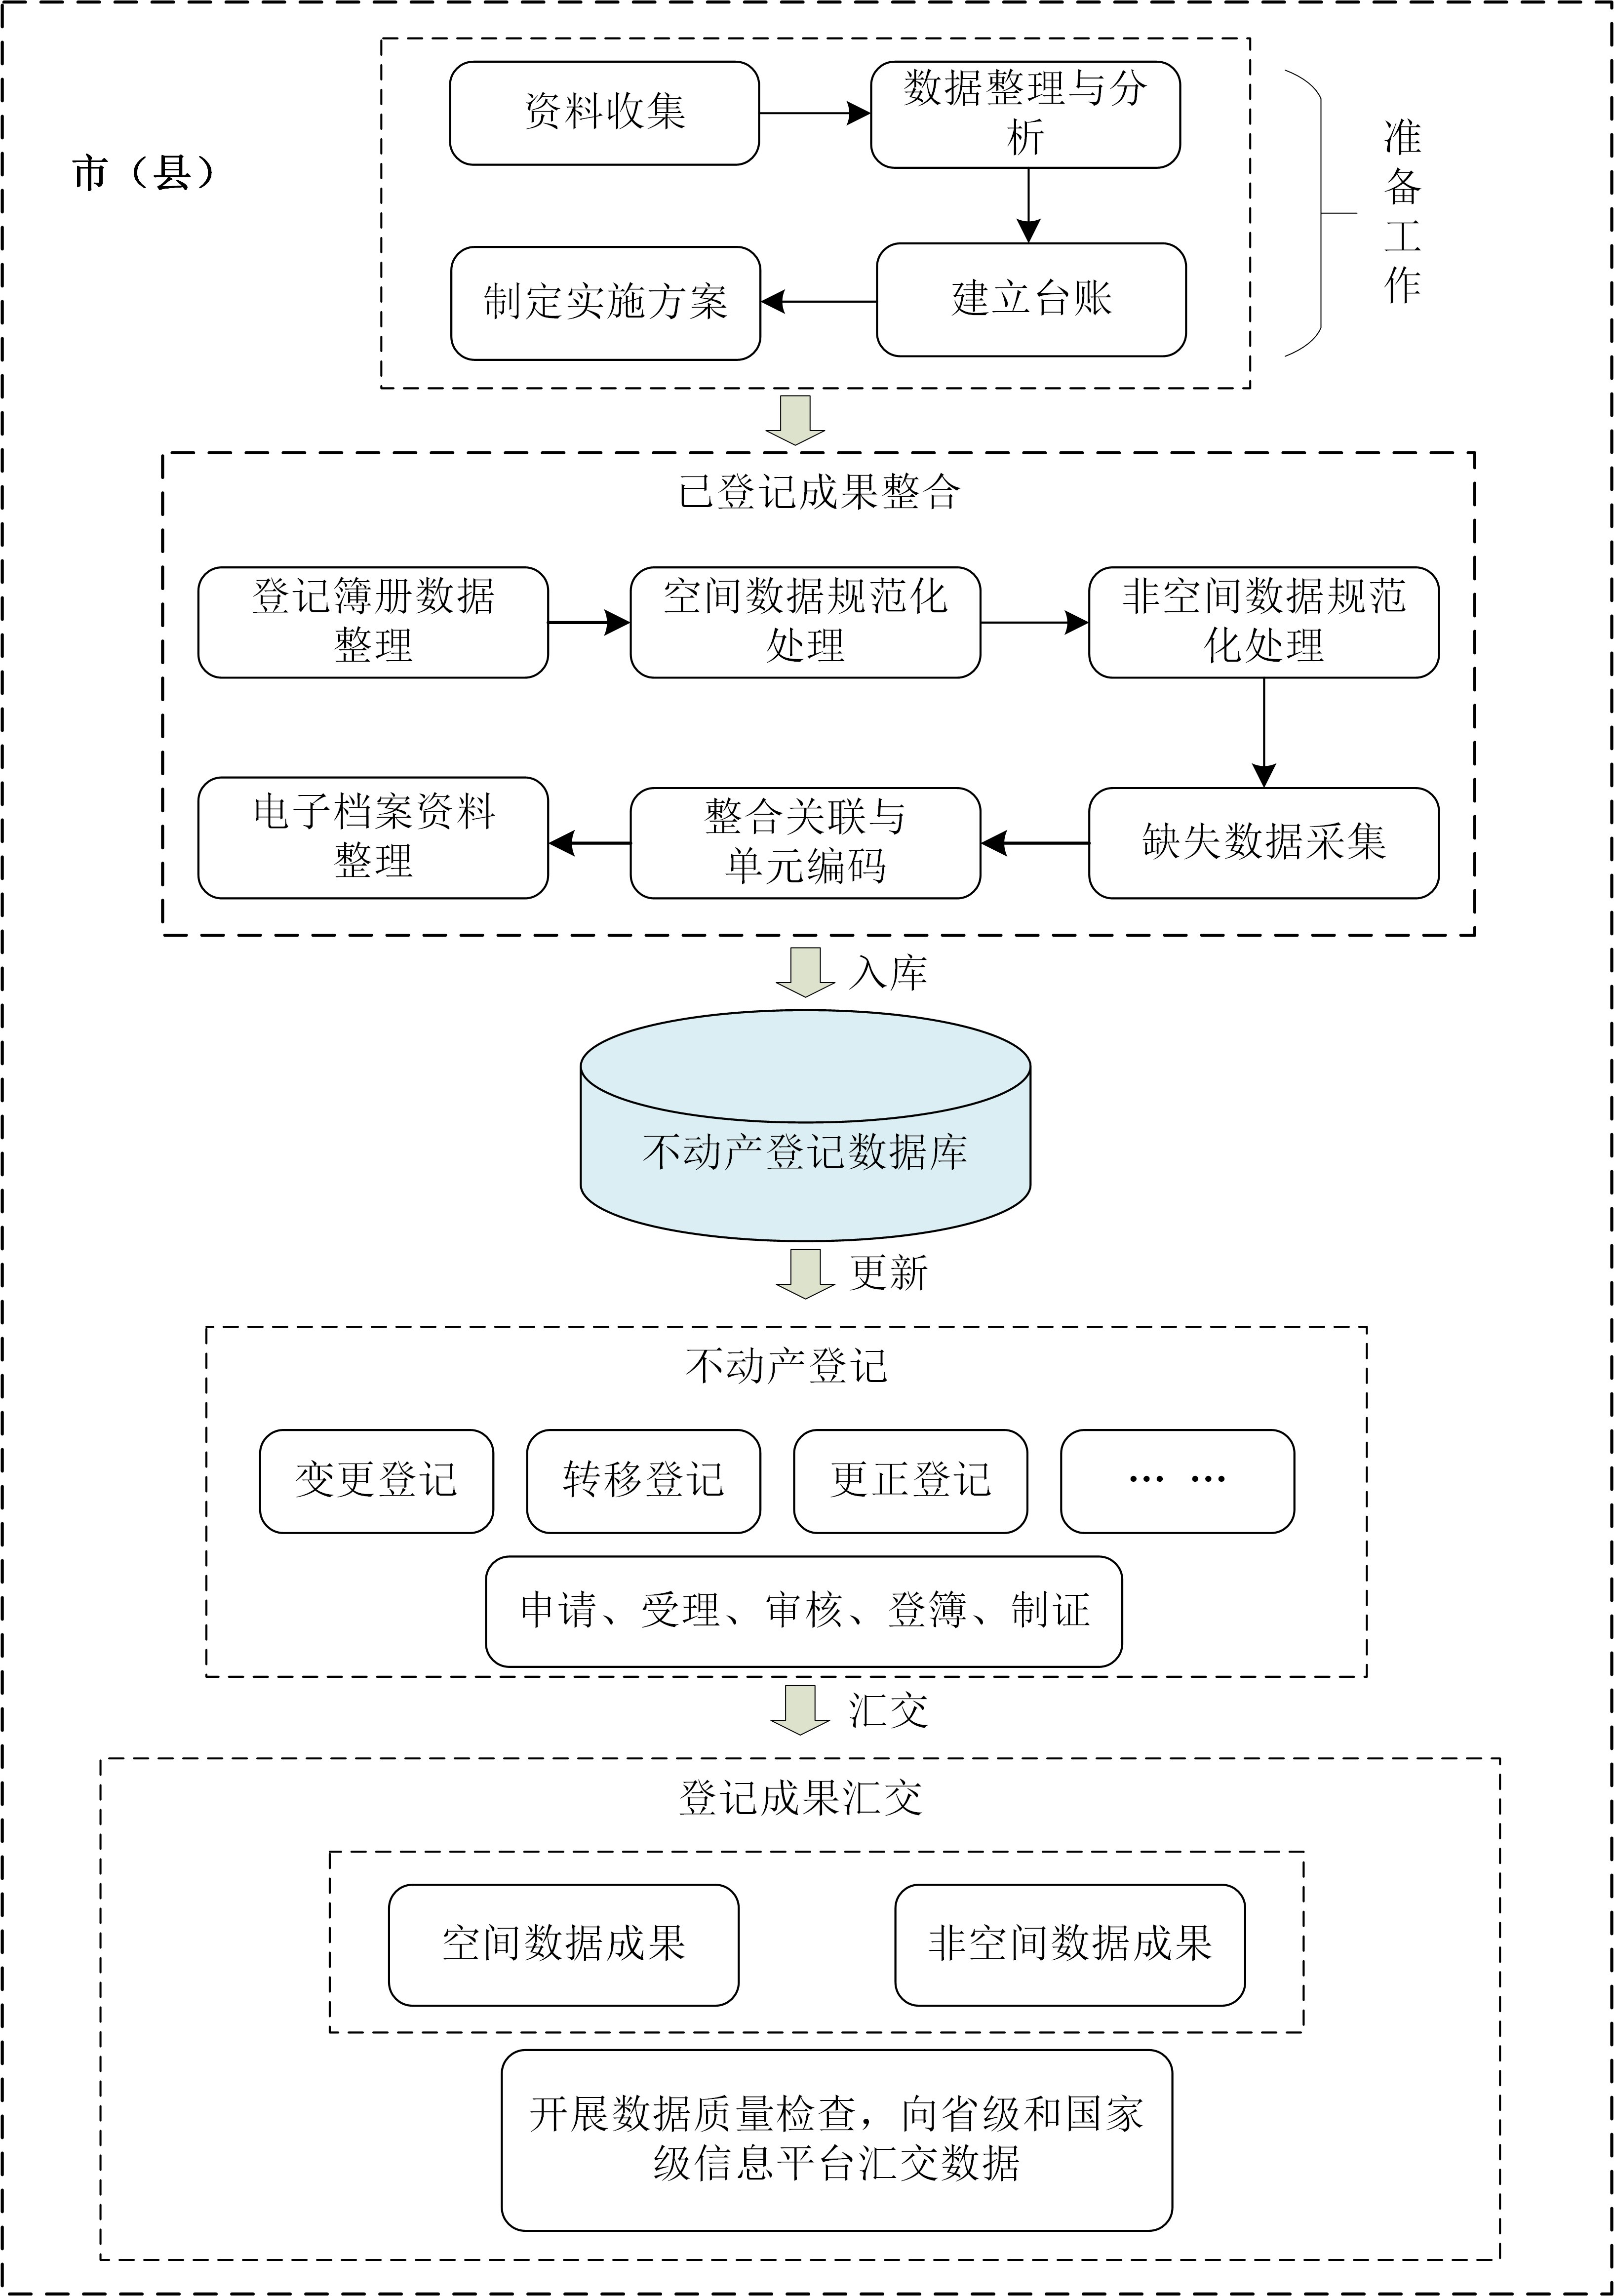 市（县）
资料收集
数据整理与分
析
制定实施方案
建立台账
准
备
工
作
已登记成果整合
登记簿册数据
整理
空间数据规范化
处理
非空间数据规范
化处理
电子档案资料
整理
整合关联与
单元编码
缺失数据采集
入库
不动产登记数据库
更新
不动产登记
变更登记
转移登记
更正登记
… …
申请、受理、审核、登簿、制证
汇交
登记成果汇交
空间数据成果
非空间数据成果
开展数据质量检查，向省级和国家
级信息平台汇交数据